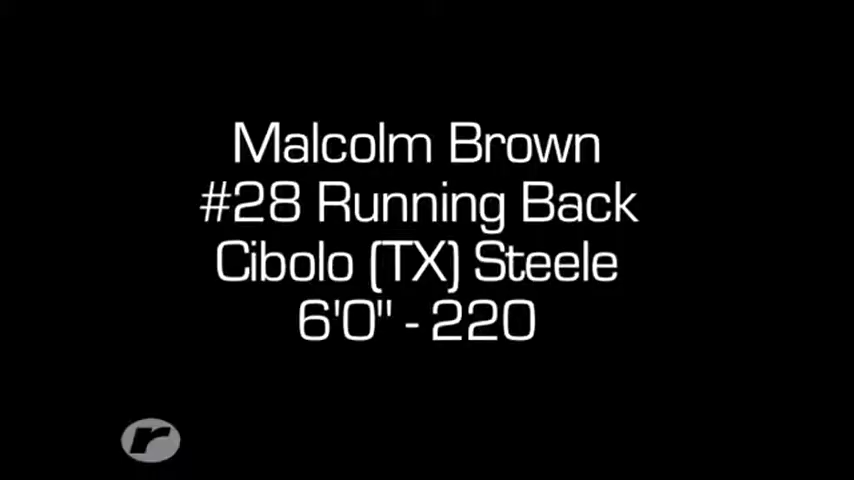 Malcolm Brown
#28 Running Back
Cibolo (TX) Steele
6'0" - 220
r